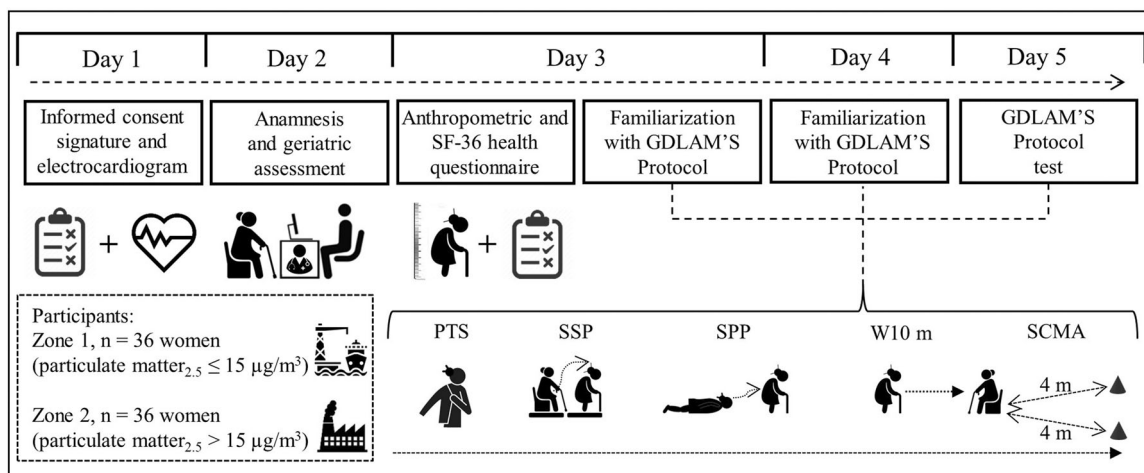 Day 1
Day 2
Day 3
Day 4
Day 5
Informed consent
signature and
electrocardiogram
Anamnesis
and geriatric
assessment
Anthropometric and
SF-36 health
questionnaire
Familiarization
with GDLAM'S
Protocol
Familiarization
with GDLAM'S
Protocol
GDLAM'S
Protocol
test
Participants:
Zone 1, n = 36 women
(particulate matter2.5 ≤ 15 µg/m³)
Zone 2, n = 36 women
(particulate matter2.5 > 15 µg/m³)
PTS
SSP
SPP
W10 m
SCMA
4 m
4 m